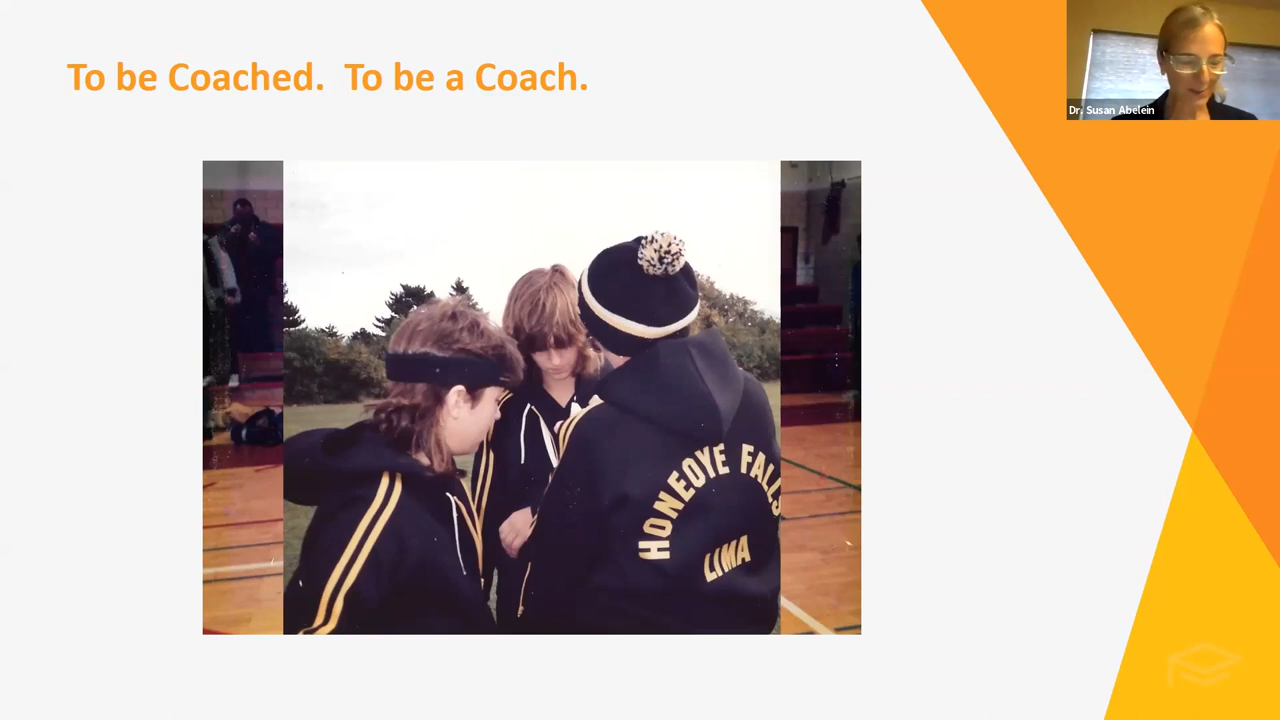 To be Coached.  To be a Coach.
Dr. Susan Abelein
HONEOYE FALLS
LIMA